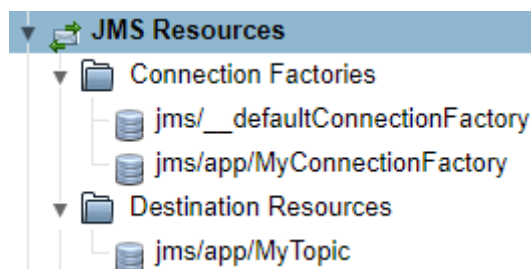 JMS Resources
Connection Factories
jms/__defaultConnectionFactory
jms/app/MyConnectionFactory
Destination Resources
jms/app/MyTopic